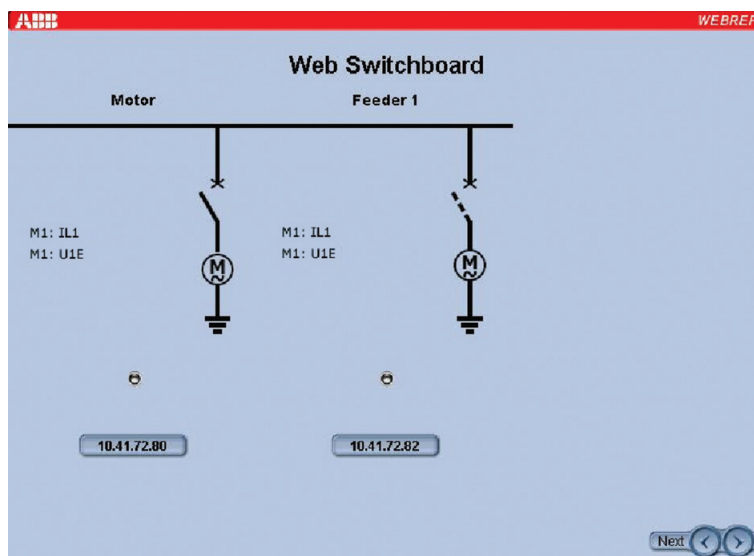 ABB
WEBREF
Web Switchboard
Motor
Feeder 1
M1: IL1
M1: U1E
M
M1: IL1
M1: U1E
M
10.41.72.80
10.41.72.82
Next